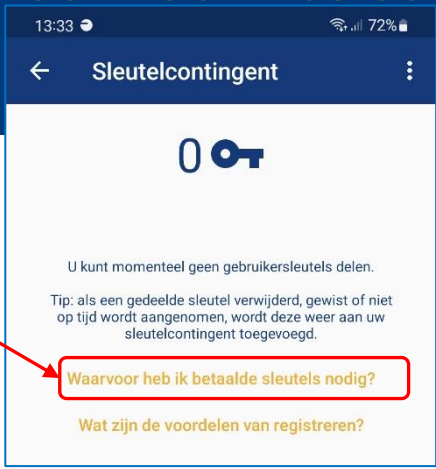 13:33 72%
Sleutelcontingent
0
U kunt momenteel geen gebruikersleutels delen.
Tip: als een gedeelde sleutel verwijderd, gewist of niet
op tijd wordt aangenomen, wordt deze weer aan uw
sleutelcontingent toegevoegd.
Waarvoor heb ik betaalde sleutels nodig?
Wat zijn de voordelen van registreren?